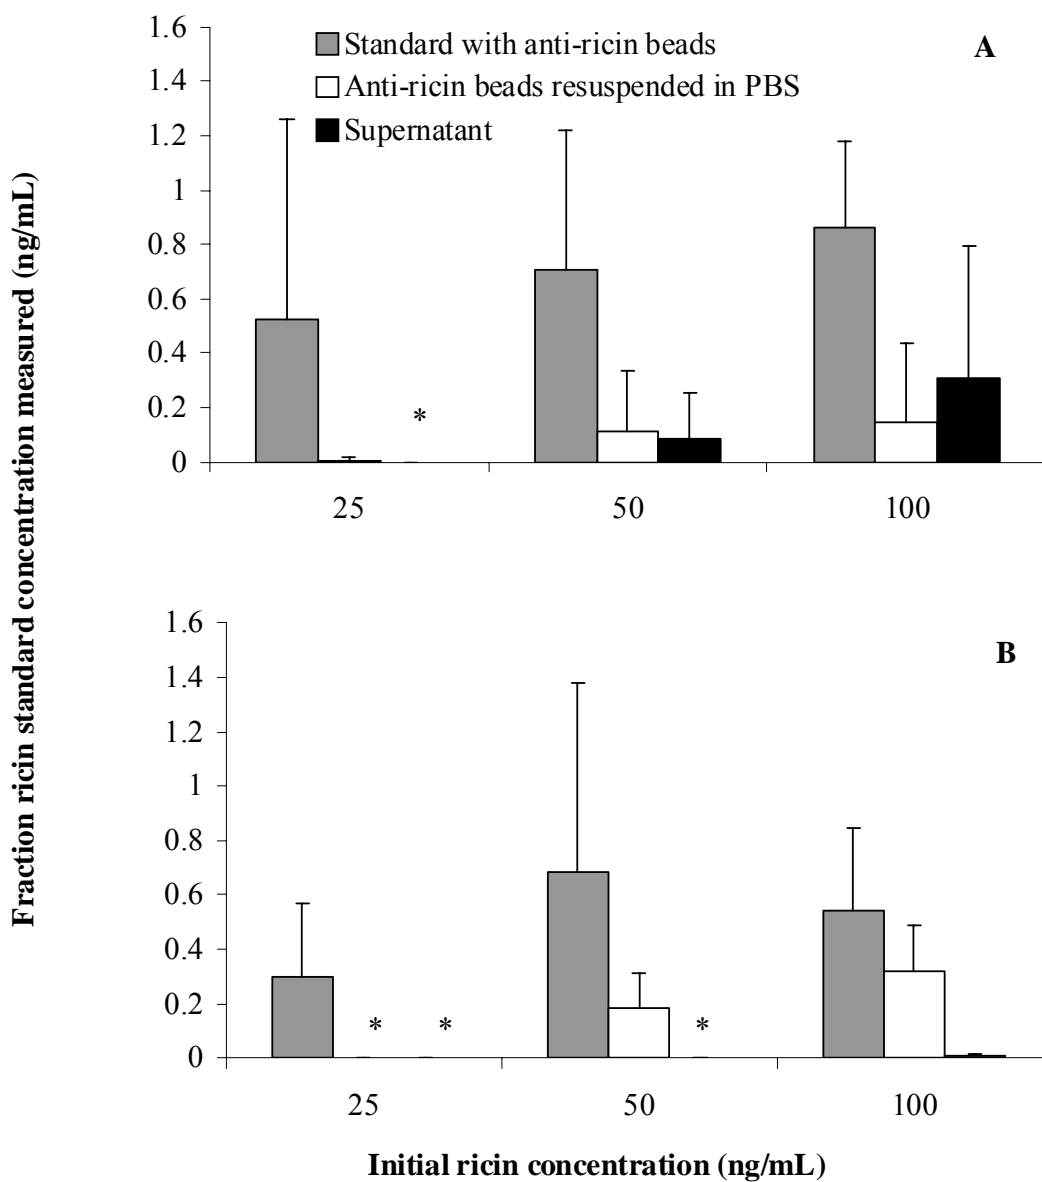 Fraction ricin standard concentration measured (ng/mL)
1.6
1.4
1.2
1
0.8
0.6
0.4
0.2
0
Standard with anti-ricin beads
Anti-ricin beads resuspended in PBS
Supernatant
A
*
25 50 100
1.6
1.4
1.2
1
0.8
0.6
0.4
0.2
0
B
* * *
25 50 100
Initial ricin concentration (ng/mL)